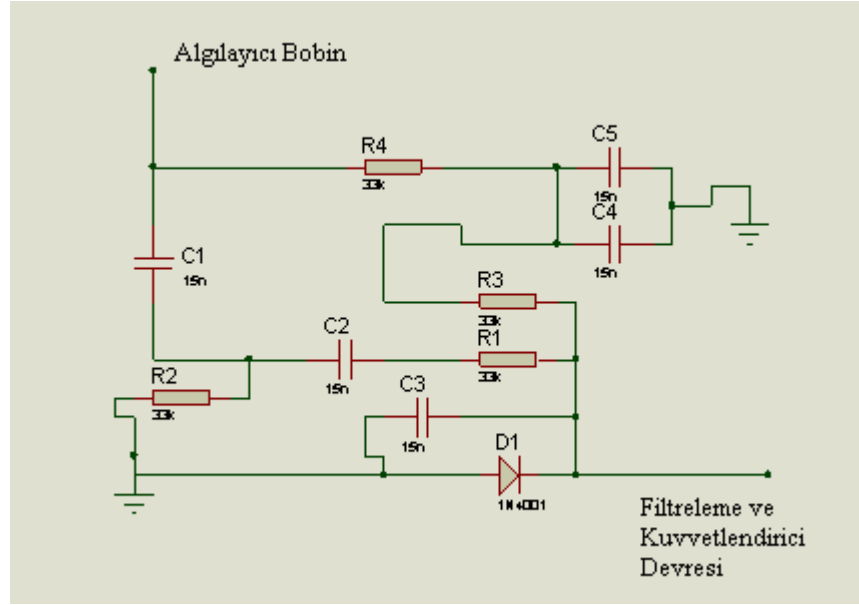 Algılayıcı Bobin
R4
33k
C5
15n
C4
15n
C1
15n
R3
33k
C2
15n
R1
33k
R2
33k
C3
15n
D1
1N4001
Filtreleme ve
Kuvvetlendirici
Devresi